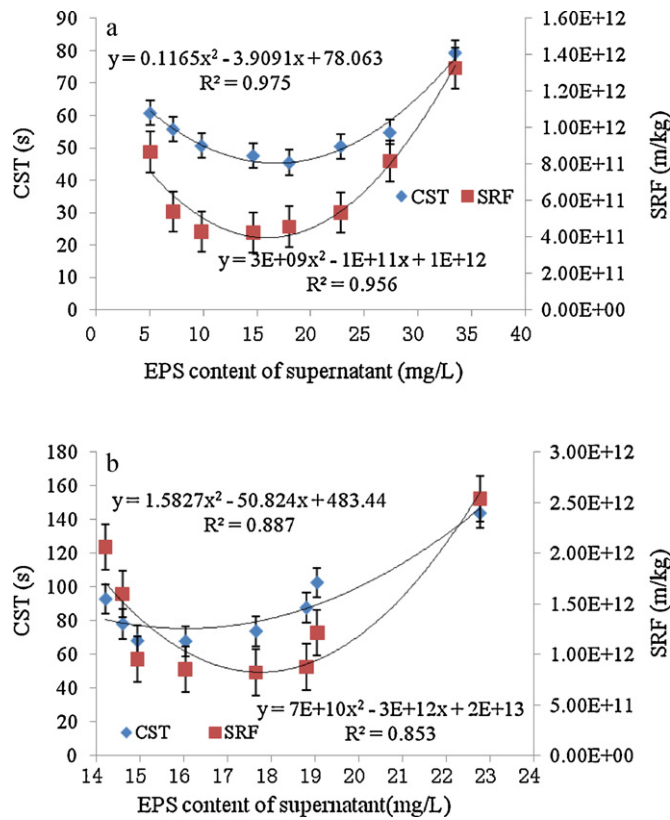 a
90
80
70
60
50
40
30
20
10
0
CST (s)
y = 0.1165x² - 3.9091x + 78.063
R² = 0.975
CST SRF
y = 3E+09x² - 1E+11x + 1E+12
R² = 0.956
1.60E+12
1.40E+12
1.20E+12
1.00E+12
8.00E+11
6.00E+11
4.00E+11
2.00E+11
0.00E+00
SRF (m/kg)
0 5 10 15 20 25 30 35 40
EPS content of supernatant (mg/L)
b
180
160
140
120
100
80
60
40
20
0
CST (s)
y = 1.5827x² - 50.824x + 483.44
R² = 0.887
y = 7E+10x² - 3E+12x + 2E+13
R² = 0.853
CST SRF
3.00E+12
2.50E+12
2.00E+12
1.50E+12
1.00E+12
5.00E+11
0.00E+00
SRF (m/kg)
14 15 16 17 18 19 20 21 22 23 24
EPS content of supernatant(mg/L)